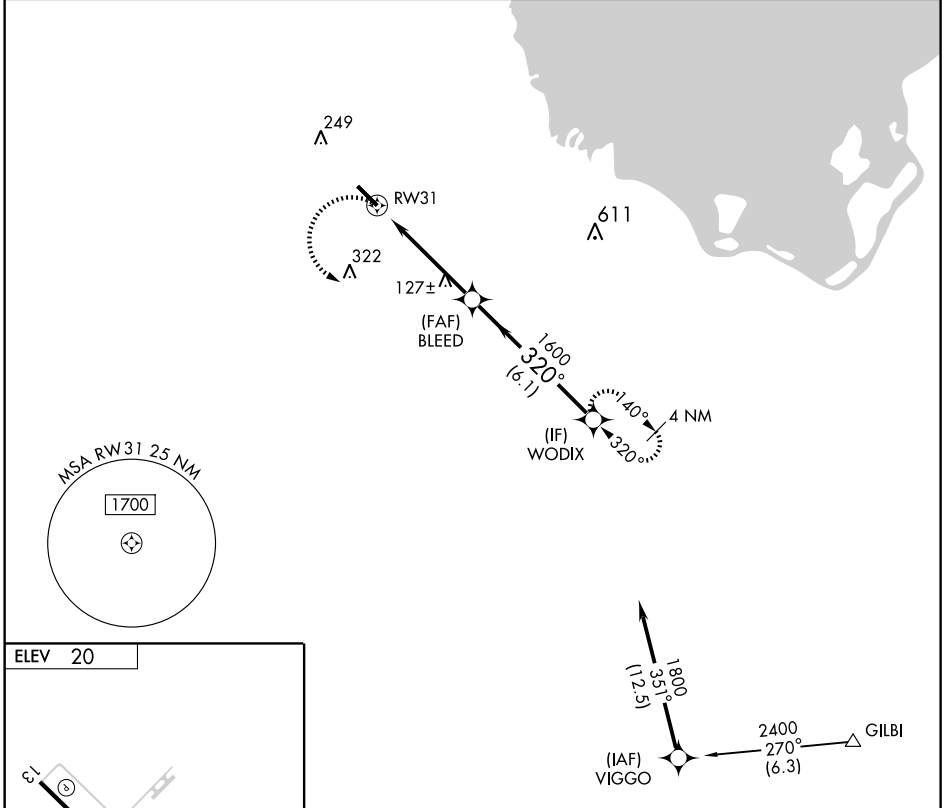 249
RW31
611
322
127±
(FAF)
BLEED
1600
320°
(6.1)
140°
4 NM
320°
(IF)
WODIX
MSA RW31 25 NM
1700
ELEV 20
1800
351°
(12.5)
GILBI
2400
270°
(6.3)
(IAF)
VIGGO
13
P